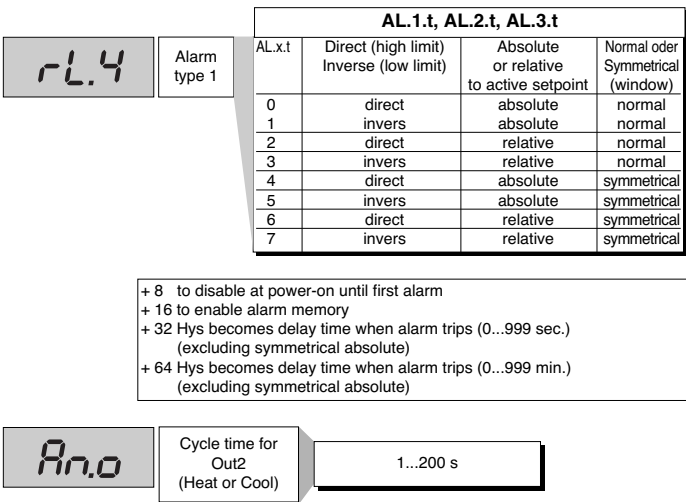 AL.1.t, AL.2.t, AL.3.t
rL.4
Alarm
type 1
AL.x.t Direct (high limit) Absolute Normal oder
Inverse (low limit) or relative Symmetrical
to active setpoint (window)
0 direct absolute normal
1 invers absolute normal
2 direct relative normal
3 invers relative normal
4 direct absolute symmetrical
5 invers absolute symmetrical
6 direct relative symmetrical
7 invers relative symmetrical
+ 8 to disable at power-on until first alarm
+ 16 to enable alarm memory
+ 32 Hys becomes delay time when alarm trips (0...999 sec.)
(excluding symmetrical absolute)
+ 64 Hys becomes delay time when alarm trips (0...999 min.)
(excluding symmetrical absolute)
An.o
Cycle time for
Out2
(Heat or Cool)
1...200 s